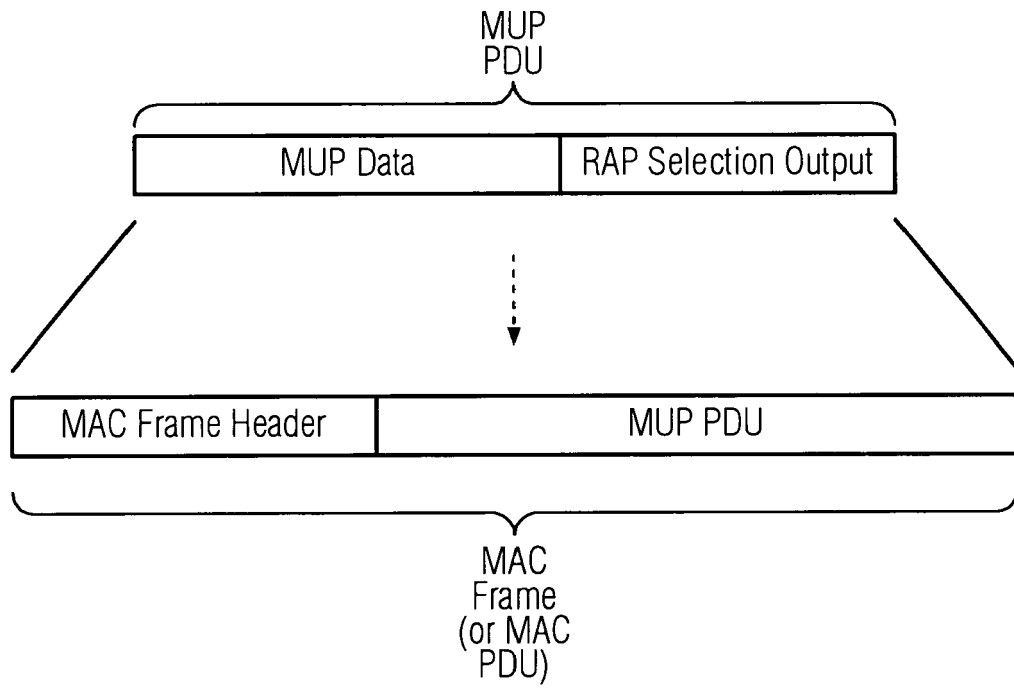 MUP
PDU
MUP Data
RAP Selection Output
MAC Frame Header
MUP PDU
MAC
Frame
(or MAC
PDU)